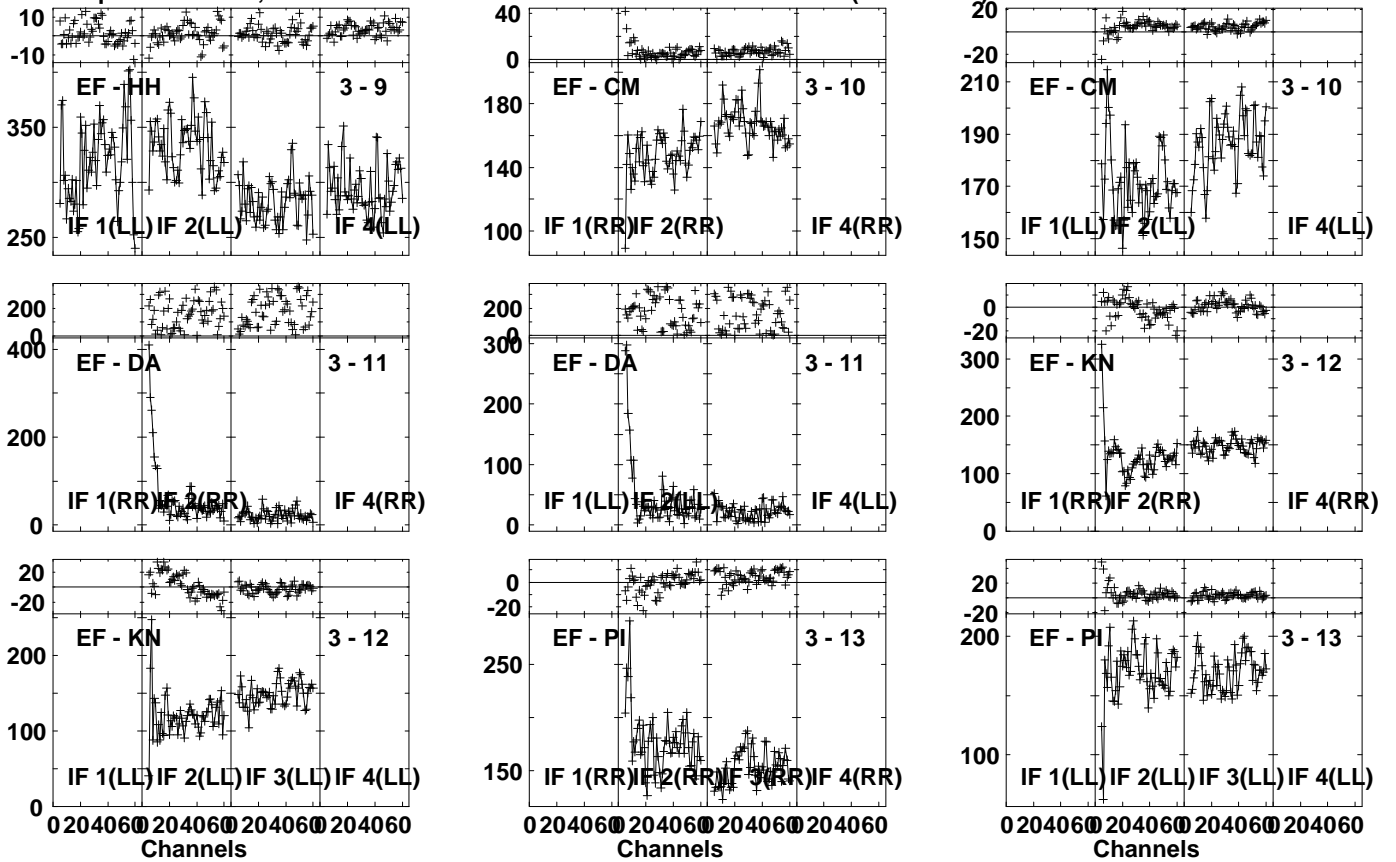 10
-10
EF - HH 3 - 9
350
IF 1(LL) IF 2(LL) IF 4(LL)
250
40
0
EF - CM 3 - 10
180
140
IF 1(RR) IF 2(RR) IF 4(RR)
100
20
-20
EF - CM 3 - 10
210
190
170
IF 1(LL) IF 2(LL) IF 4(LL)
150
200
0
400
EF - DA 3 - 11
200
IF 1(RR) IF 2(RR) IF 4(RR)
0
200
0
300
EF - DA 3 - 11
200
100
IF 1(LL) IF 2(LL) IF 4(LL)
0
0
-20
EF - KN 3 - 12
300
200
100
IF 1(RR) IF 2(RR) IF 4(RR)
0
20
-20
EF - KN 3 - 12
200
100
IF 1(LL) IF 2(LL) IF 3(LL) IF 4(LL)
0
0 204060 0 204060 0 204060 0 204060
Channels
0
-20
EF - PI 3 - 13
250
150
IF 1(RR) IF 2(RR) IF 3(RR) IF 4(RR)
0 204060 0 204060 0 204060 0 204060
Channels
20
-20
EF - PI 3 - 13
200
100
IF 1(LL) IF 2(LL) IF 3(LL) IF 4(LL)
0 204060 0 204060 0 204060 0 204060
Channels